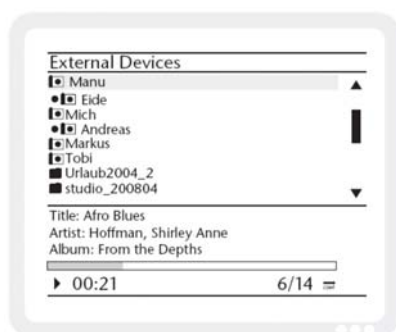 External Devices
Manu
Eide
Mich
Andreas
Markus
Tobi
Urlaub2004_2
studio_200804
Title: Afro Blues
Artist: Hoffman, Shirley Anne
Album: From the Depths
00:21 6/14